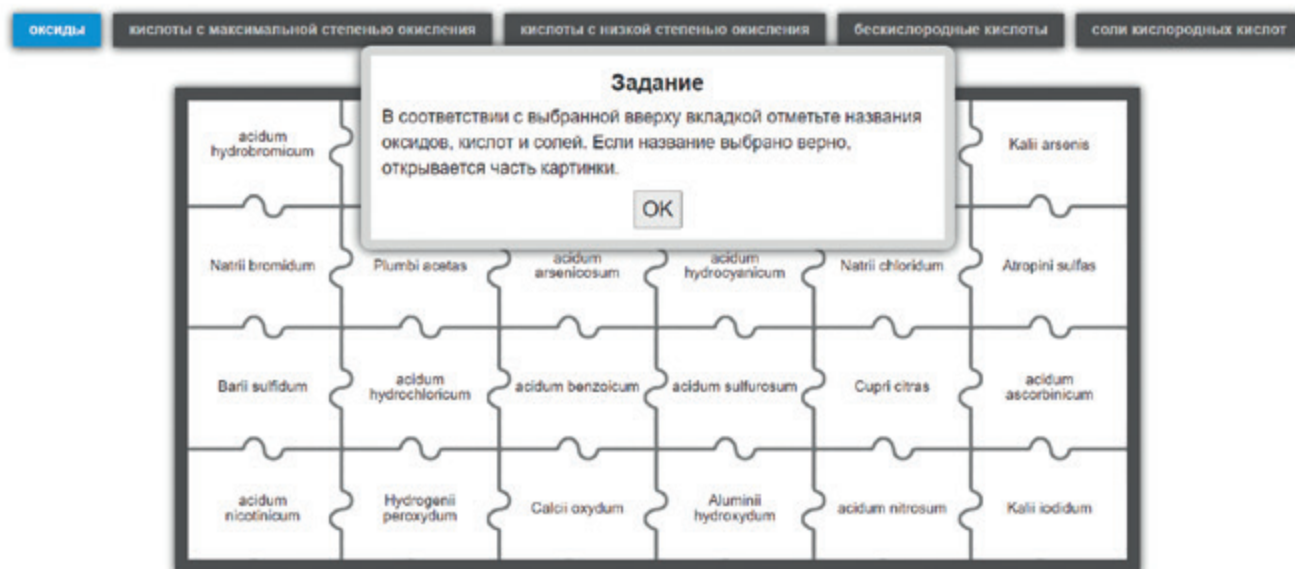 оксиды
кислоты с максимальной степенью окисления
кислоты с низкой степенью окисления
бескислородные кислоты
соли кислородных кислот
Задание
В соответствии с выбранной вверху вкладкой отметьте названия
оксидов, кислот и солей. Если название выбрано верно,
открывается часть картинки.
OK
acidum
hydrobromicum
Kalii arsenis
Natrii bromidum
Plumbi acetas
acidum
arsenicosum
acidum
hydrocyanicum
Natrii chloridum
Atropini sulfas
Barii sulfidum
acidum
hydrochloricum
acidum benzoicum
acidum sulfurosum
Cupri citras
acidum
ascorbinicum
acidum
nicotinicum
Hydrogenii
peroxydum
Calcii oxydum
Aluminii
hydroxydum
acidum nitrosum
Kalii iodidum